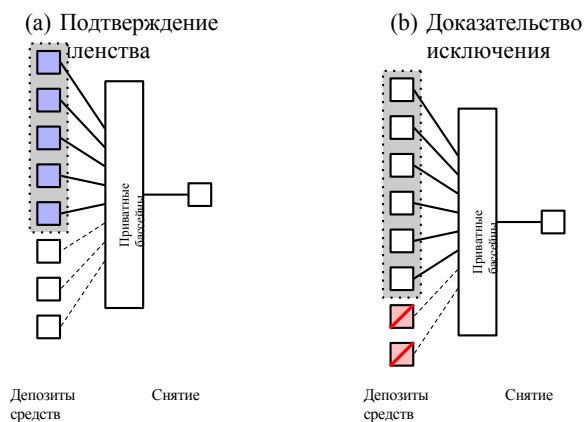 (a) Подтверждение
членства
(b) Доказательство
исключения
Приватные
бассейны
Приватные
бассейны
Депозиты
средств
Снятие
Депозиты
средств
Снятие